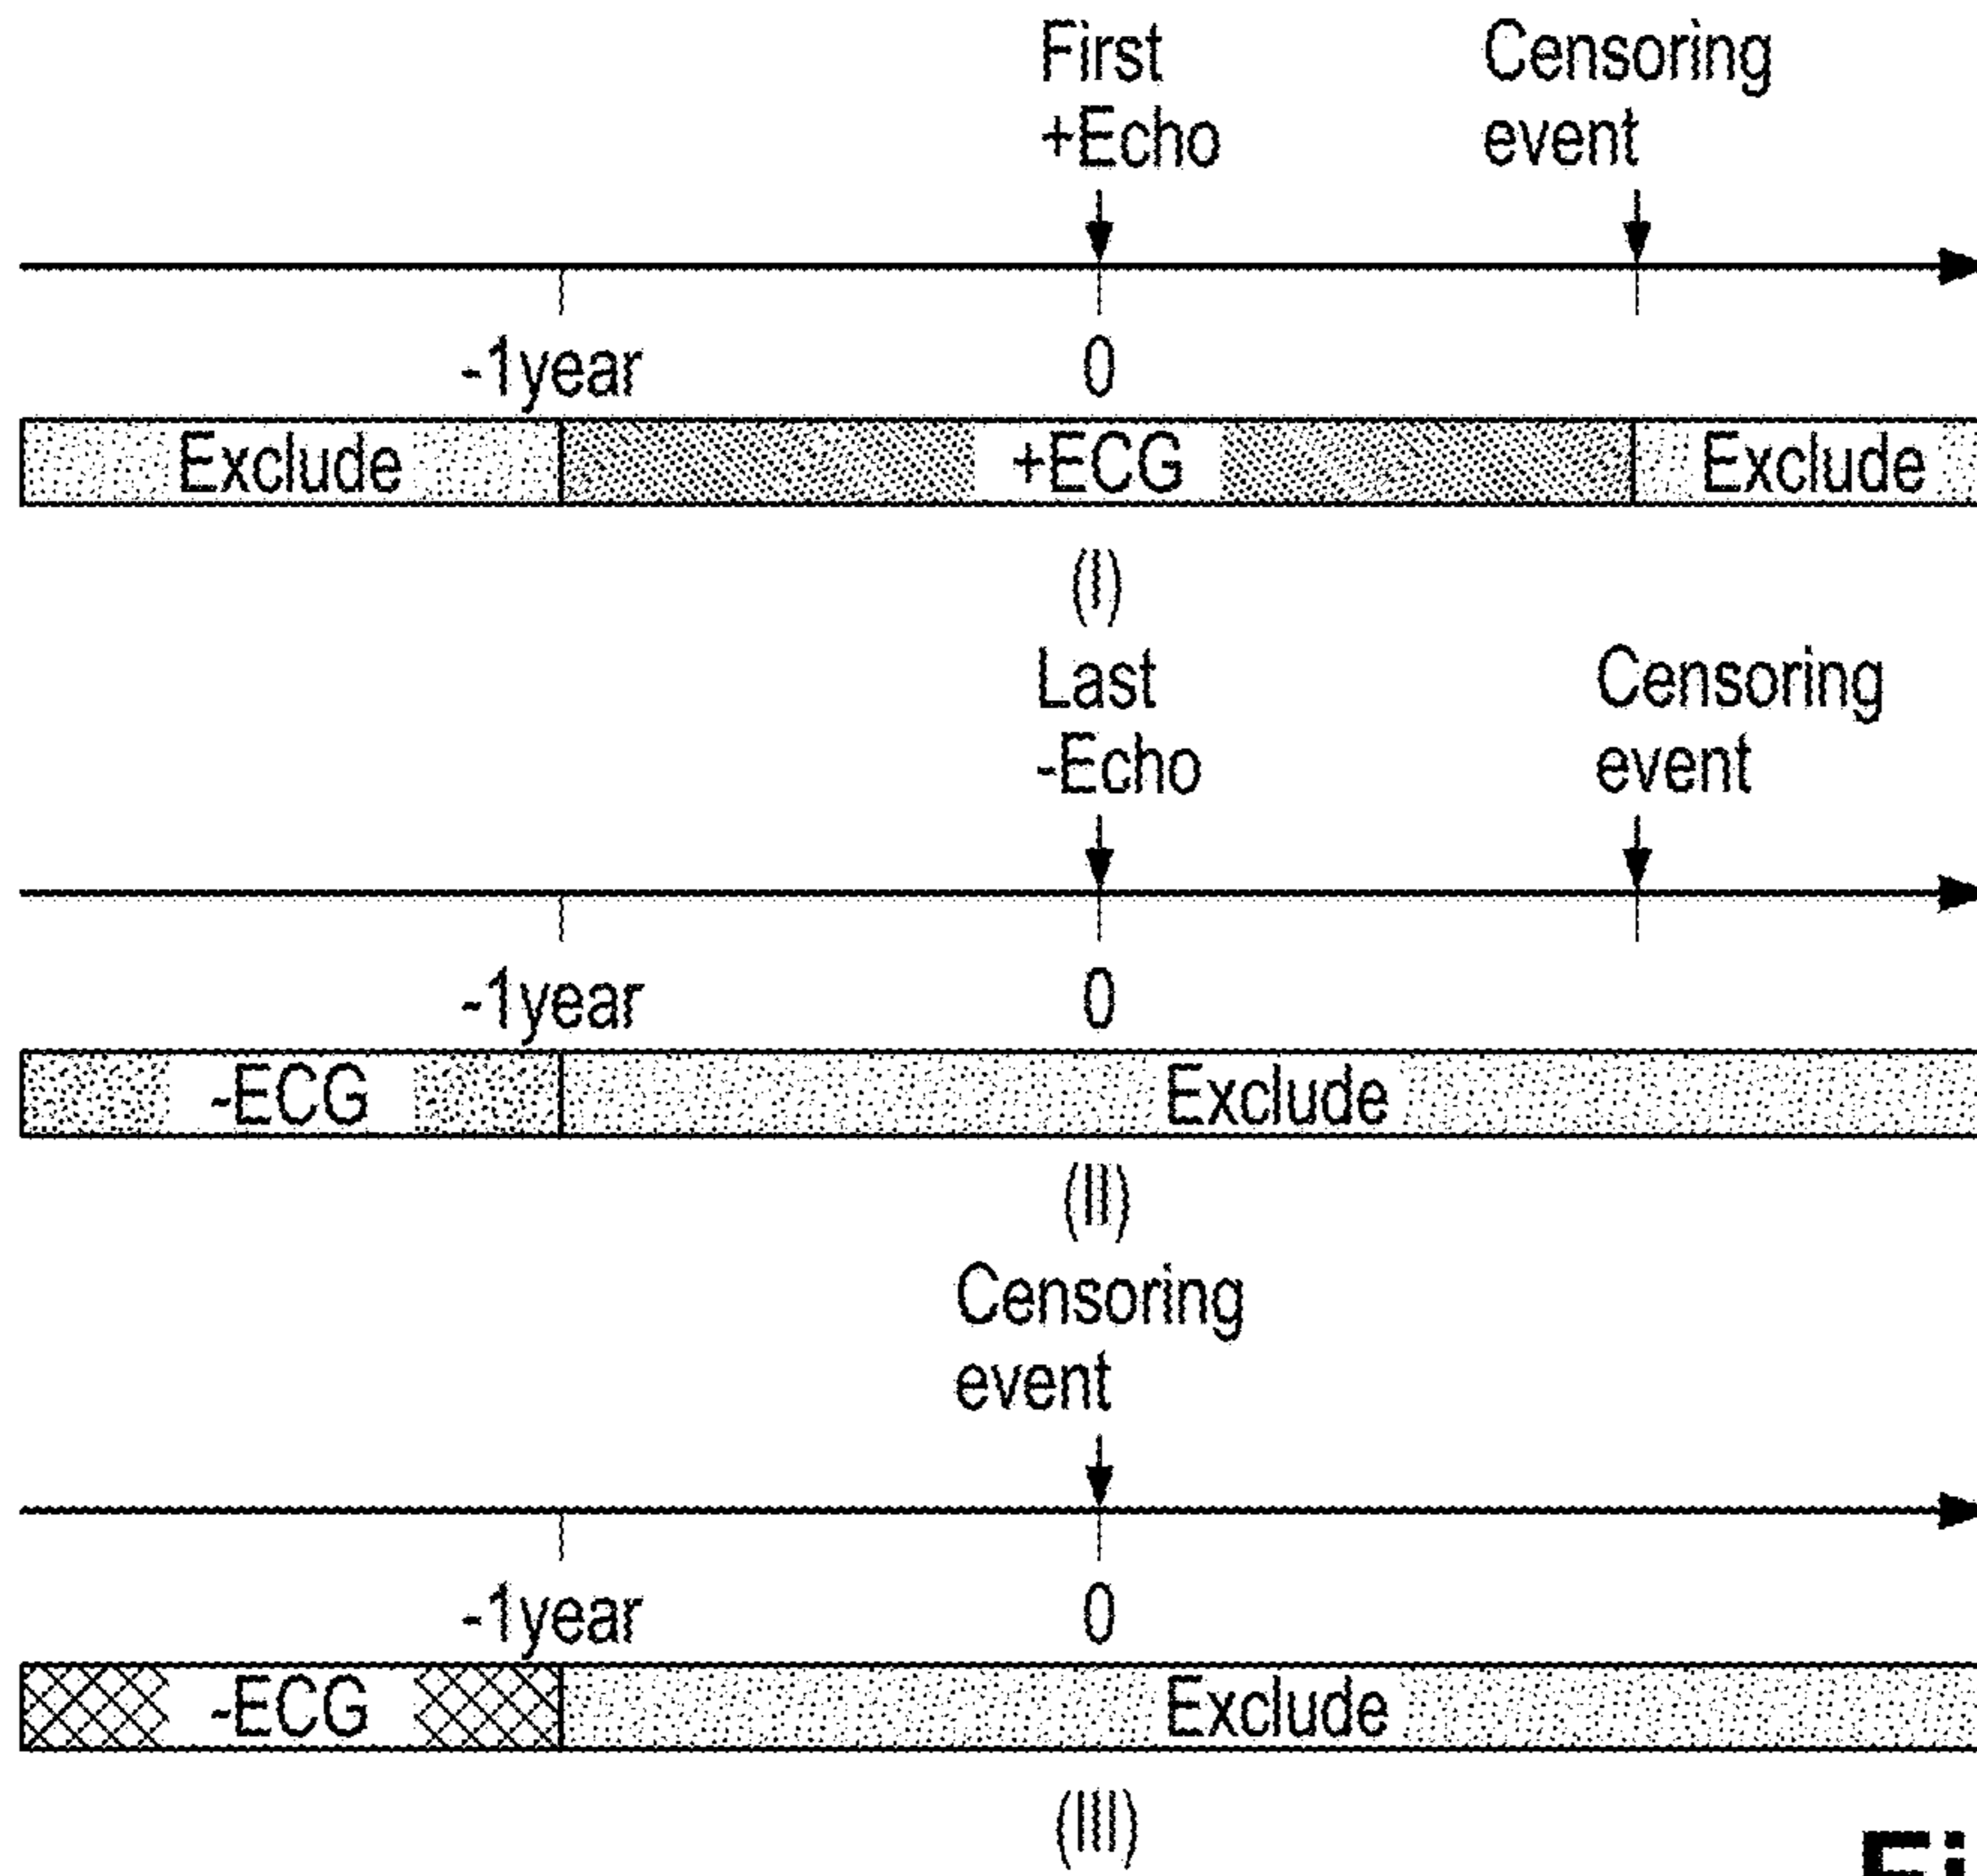 First
+Echo
Censoring
event
-1year
0
Exclude
+ECG
Exclude
(I)
Last
-Echo
Censoring
event
-1year
0
-ECG
Exclude
(II)
Censoring
event
-1year
0
-ECG
Exclude
(III)